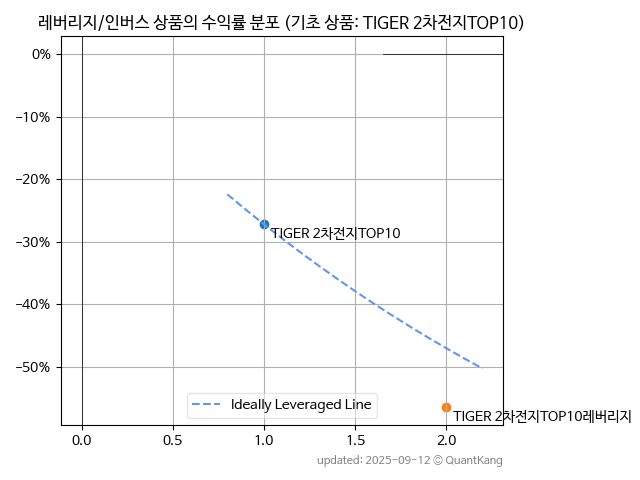 레버리지/인버스 상품의 수익률 분포 (기초 상품: TIGER 2차전지TOP10)
0%
-10%
-20%
-30%
-40%
-50%
TIGER 2차전지TOP10
TIGER 2차전지TOP10레버리지
Ideally Leveraged Line
0.0 0.5 1.0 1.5 2.0
updated: 2025-09-12 © QuantKang